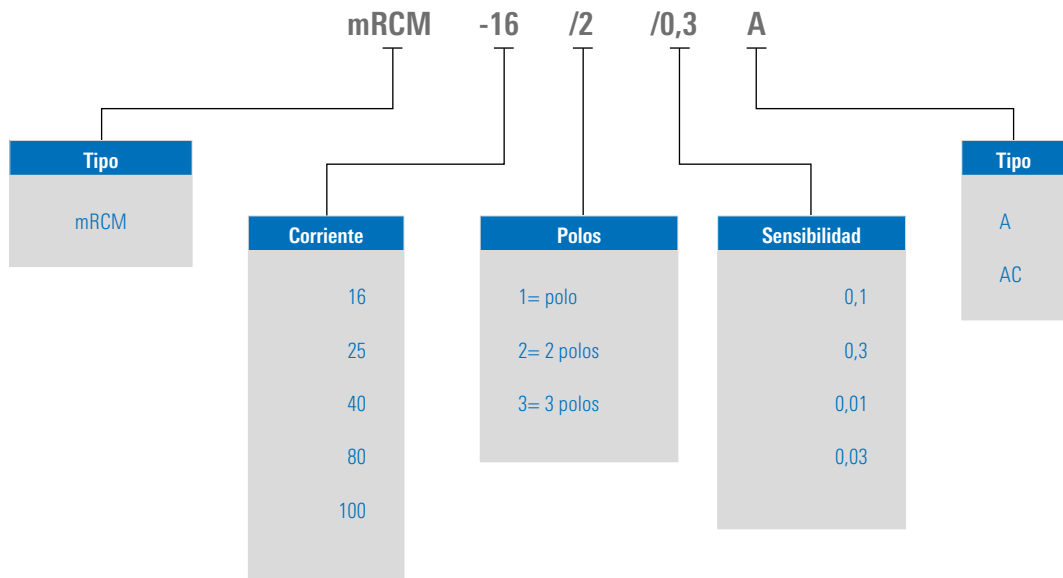 mRCM -16 /2 /0,3 A
Tipo
mRCM
Corriente
16
25
40
80
100
Polos
1= polo
2= 2 polos
3= 3 polos
Sensibilidad
0,1
0,3
0,01
0,03
Tipo
A
AC